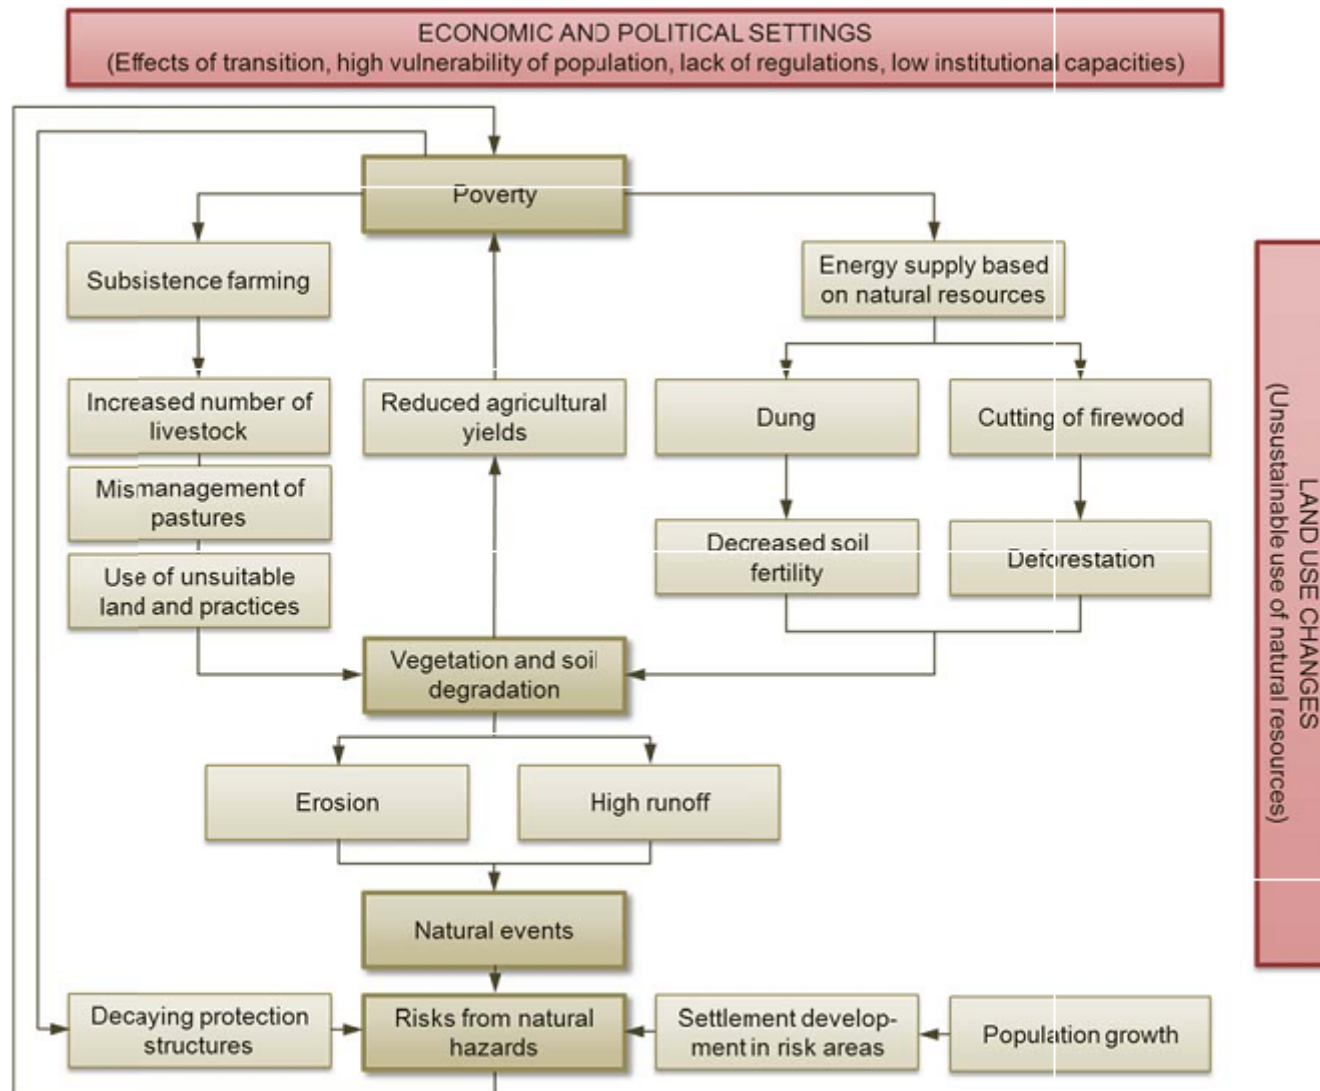 ECONOMIC AND POLITICAL SETTINGS
(Effects of transition, high vulnerability of population, lack of regulations, low institutional capacities)
Poverty
Subsistence farming
Energy supply based
on natural resources
Increased number of
livestock
Reduced agricultural
yields
Dung
Cutting of firewood
Mismanagement of
pastures
Decreased soil
fertility
Deforestation
Use of unsuitable
land and practices
Vegetation and soil
degradation
Erosion
High runoff
Natural events
Decaying protection
structures
Risks from natural
hazards
Settlement develop-
ment in risk areas
Population growth
LAND USE CHANGES
(Unsustainable use of natural resources)